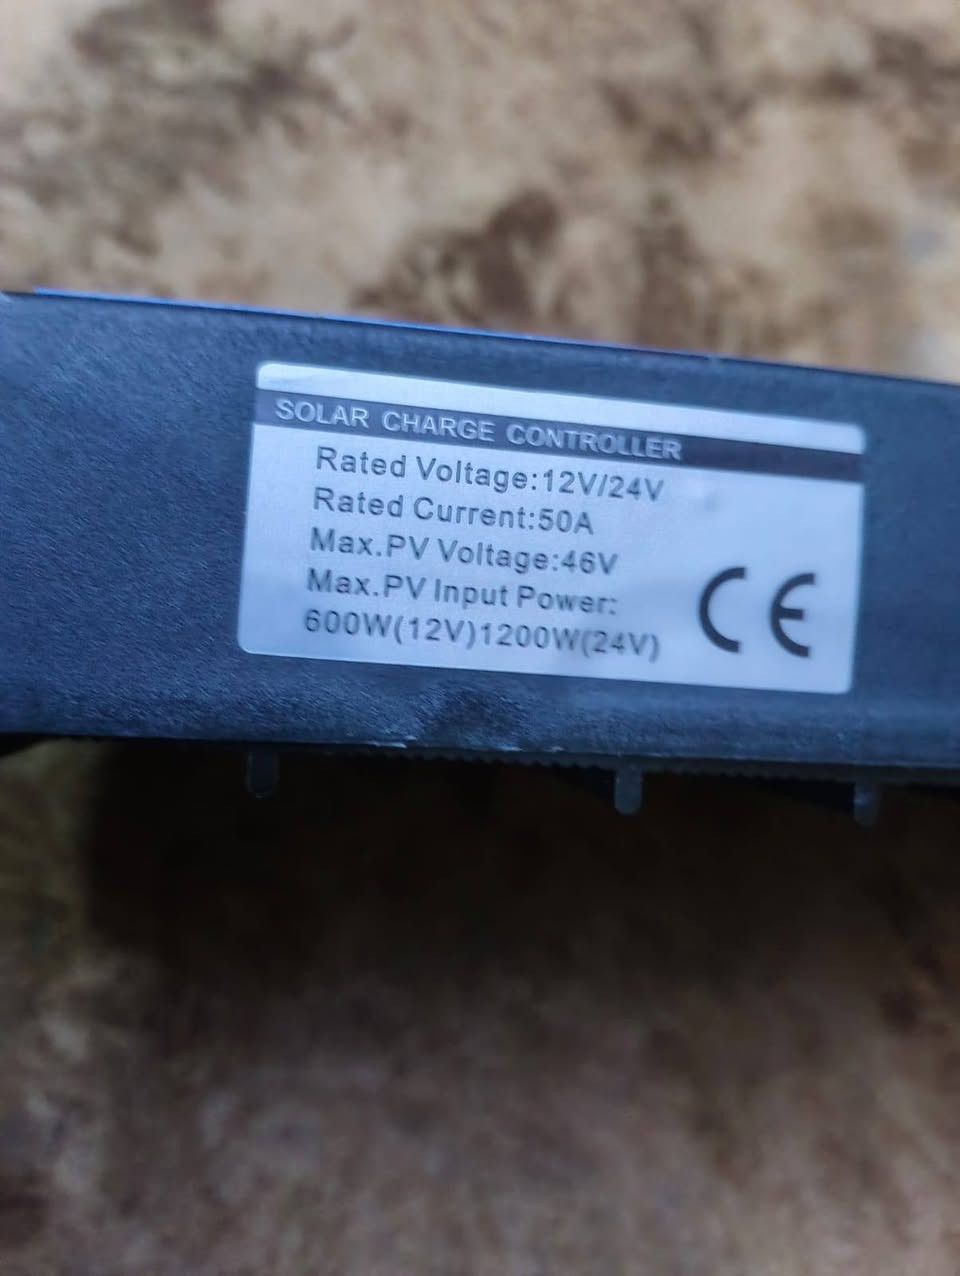 SOLAR CHARGE CONTROLLER
Rated Voltage:12V/24V
Rated Current:50A
Max.PV Voltage:46V
Max.PV Input Power:
600W(12V)1200W(24V)
CE